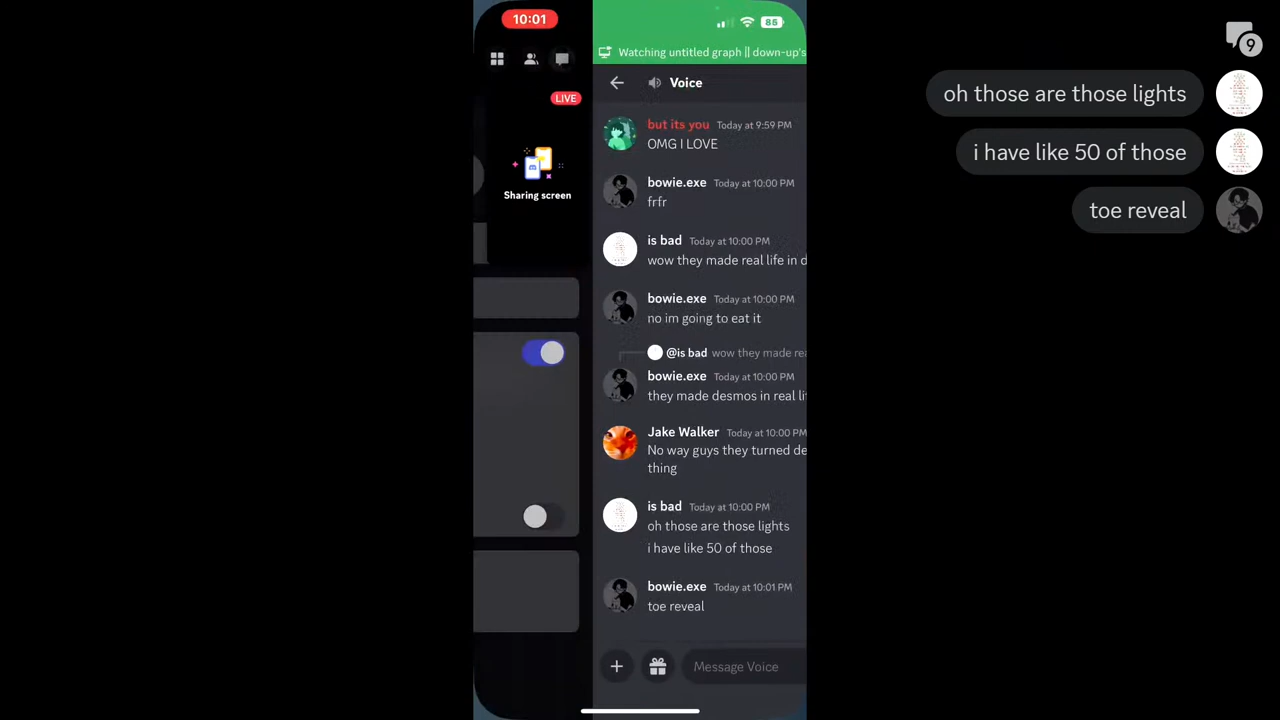 10:01
85
Watching untitled graph || down-up's
Voice
LIVE
Sharing screen
but its you Today at 9:59 PM
OMG I LOVE
bowie.exe Today at 10:00 PM
frfr
is bad Today at 10:00 PM
wow they made real life in d
bowie.exe Today at 10:00 PM
no im going to eat it
@is bad wow they made rea
bowie.exe Today at 10:00 PM
they made desmos in real li
Jake Walker Today at 10:00 PM
No way guys they turned de
thing
is bad Today at 10:00 PM
oh those are those lights
i have like 50 of those
bowie.exe Today at 10:01 PM
toe reveal
Message Voice
9
oh those are those lights
i have like 50 of those
toe reveal